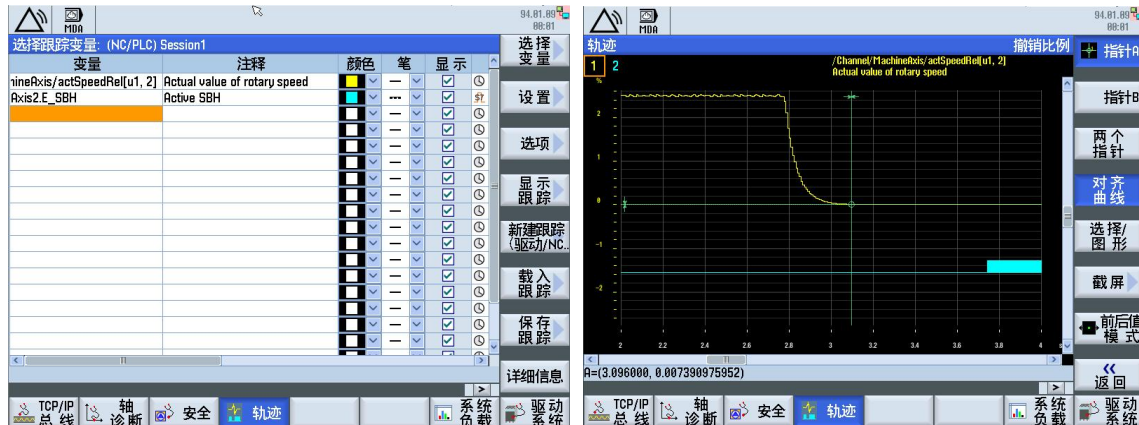 MDA
94.01.09
00:01
选择跟踪变量: (NC/PLC) Session1
变量 注释 颜色 笔 显示
hineAxis/actSpeedRel[u1, 2] Actual value of rotary speed
Axis2.E_SBH Active SBH
选择
变量
设置
选项
显示
跟踪
新建跟踪
(驱动/NC..
载入
跟踪
保存
跟踪
详细信息
TCP/IP
总线
轴
诊断
安全
轨迹
系统
负载
驱动
系统
MDA
94.01.09
00:01
轨迹 撤销比例
1 2
/Channel/MachineAxis/actSpeedRel[u1, 2]
Actual value of rotary speed
%
2
1
0
-1
-2
2 2.2 2.4 2.6 2.8 3 3.2 3.4 3.6 3.8 4 s
A=(3.096000, 0.007390975952)
指针A
指针B
两个
指针
对齐
曲线
选择/
图形
截屏
前后值
模式
返回
TCP/IP
总线
轴
诊断
安全
轨迹
系统
负载
驱动
系统